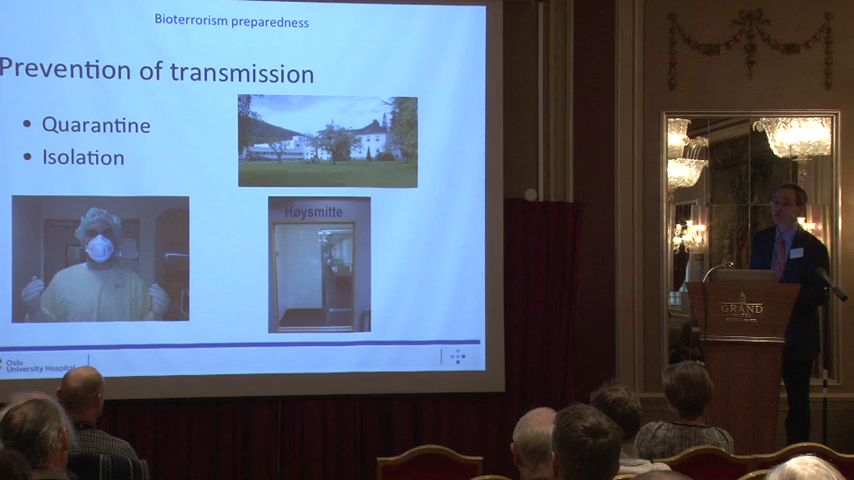 Bioterrorism preparedness
Prevention of transmission
• Quarantine
• Isolation
Høysmitte
Oslo
University Hospital
GRAND